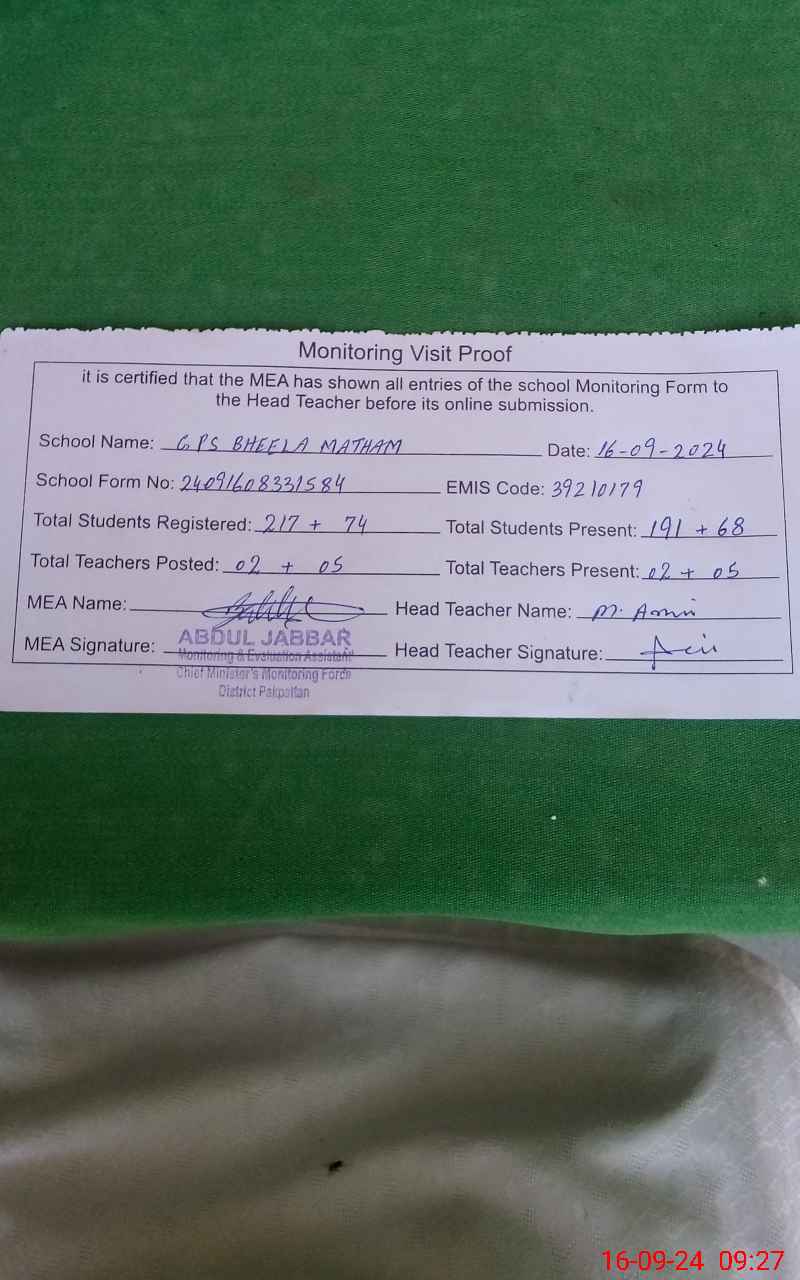 Monitoring Visit Proof
it is certified that the MEA has shown all entries of the school Monitoring Form to
the Head Teacher before its online submission.
School Name: GPS BHEELA MATHAM Date: 16-09-2024
School Form No: 24091608331584 EMIS Code: 39210179
Total Students Registered: 217 + 74 Total Students Present: 191 + 68
Total Teachers Posted: 02 + 05 Total Teachers Present: 02 + 05
MEA Name: Head Teacher Name: M. Amin
MEA Signature: ABDUL JABBAR Head Teacher Signature:
Monitoring & Evaluation Assistant
Chief Minister's Monitoring Force
District Pakpattan
16-09-24 09:27